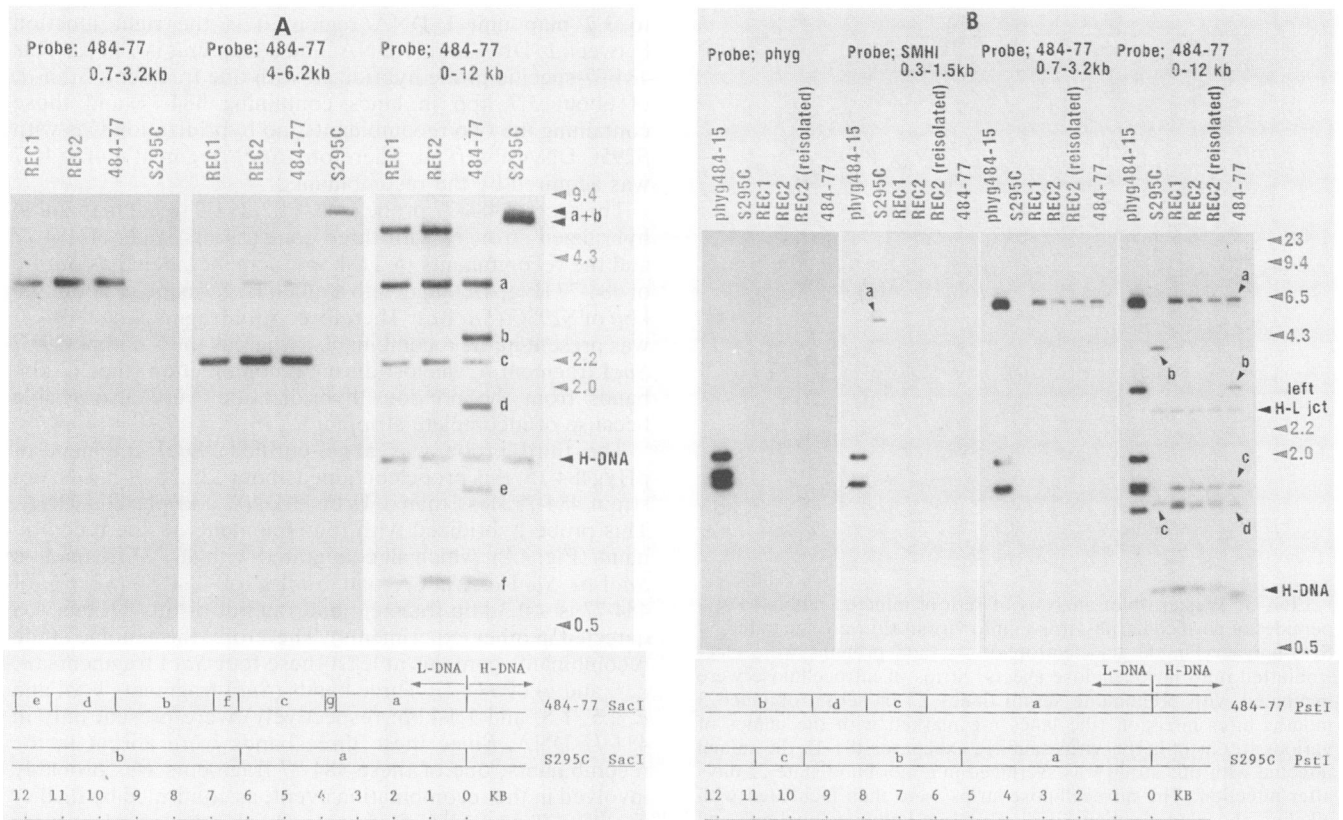 A
Probe; 484-77
0.7-3.2kb
Probe; 484-77
4-6.2kb
Probe; 484-77
0-12 kb
REC1
REC2
484-77
S295C
REC1
REC2
484-77
S295C
REC1
REC2
484-77
S295C
9.4
a+b
4.3
a
b
c
2.2
2.0
d
H-DNA
e
f
0.5
L-DNA
H-DNA
e d b f c g a
484-77 SacI
b a
S295C SacI
12 11 10 9 8 7 6 5 4 3 2 1 0 KB
B
Probe; phyg
Probe; SMHI
0.3-1.5kb
Probe; 484-77
0.7-3.2kb
Probe; 484-77
0-12 kb
phyg484-15
S295C
REC1
REC2
REC2 (reisolated)
484-77
phyg484-15
S295C
REC1
REC2
REC2 (reisolated)
484-77
phyg484-15
S295C
REC1
REC2
REC2 (reisolated)
484-77
phyg484-15
S295C
REC1
REC2
REC2 (reisolated)
484-77
23
9.4
a
6.5
a
4.3
b
b
left
H-L jct
2.2
2.0
c
c
d
H-DNA
0.5
L-DNA
H-DNA
b d c a
484-77 PstI
c b a
S295C PstI
12 11 10 9 8 7 6 5 4 3 2 1 0 KB